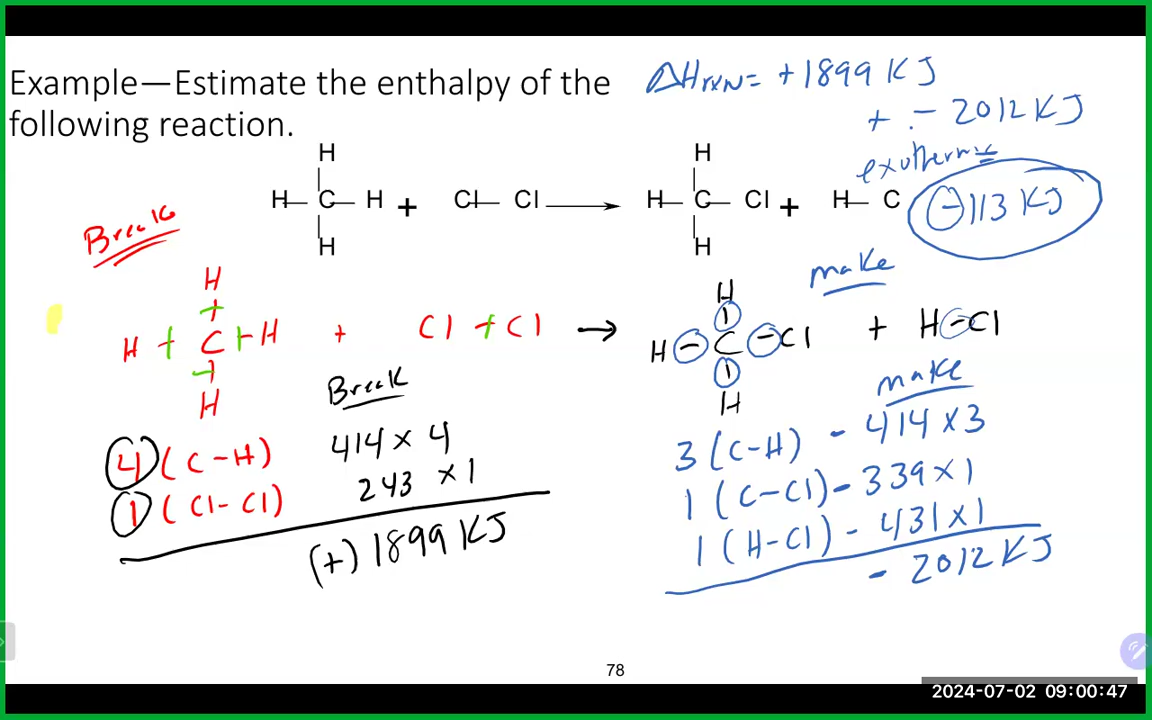 Example—Estimate the enthalpy of the
following reaction.
ΔHrxn = +1899 KJ
+ - 2012 KJ
exothermic
-113 KJ
H
H— C— H + Cl— Cl → H— C— Cl + H— C
H
H
H
H
Break
make
H
H C H + Cl Cl → H - C - Cl + H - Cl
H
H
H
Break
414 × 4
243 × 1
4 (C-H)
1 (Cl-Cl)
(+) 1899 KJ
make
3 (C-H) - 414 × 3
1 (C-Cl) - 339 × 1
1 (H-Cl) - 431 × 1
- 2012 KJ
78
2024-07-02 09:00:47